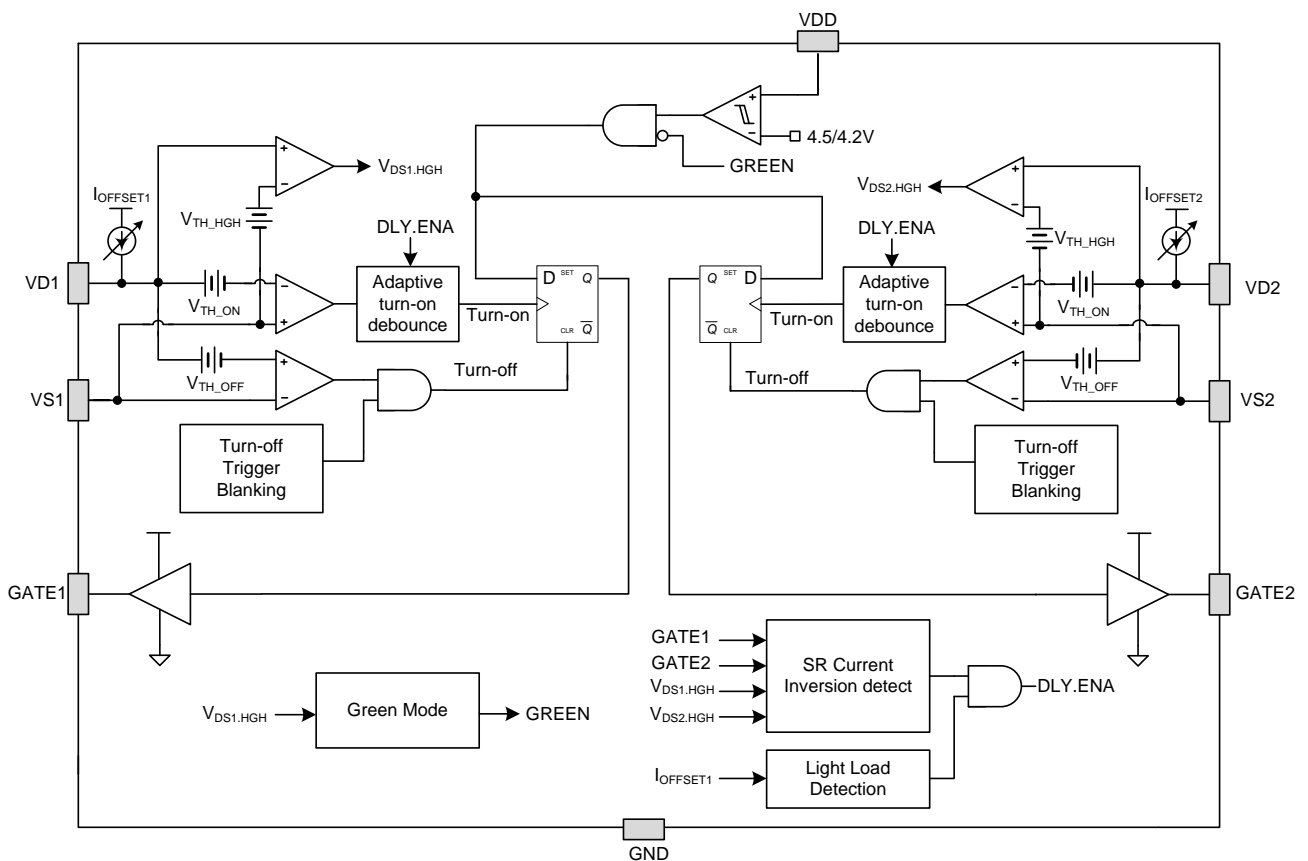 VDD
4.5/4.2V
GREEN
VDS1.HGH
VDS2.HGH
IOFFSET1
IOFFSET2
VTH_HGH
VTH_HGH
DLY.ENA
DLY.ENA
VD1
VD2
VTH_ON
VTH_ON
Adaptive
turn-on
debounce
Adaptive
turn-on
debounce
Turn-on
Turn-on
D SET Q
CLR Q
Q SET D
Q CLR
VTH_OFF
VTH_OFF
Turn-off
Turn-off
VS1
VS2
Turn-off
Trigger
Blanking
Turn-off
Trigger
Blanking
GATE1
GATE2
GATE1
GATE2
VDS1.HGH
VDS2.HGH
SR Current
Inversion detect
DLY.ENA
VDS1.HGH
Green Mode
GREEN
IOFFSET1
Light Load
Detection
GND